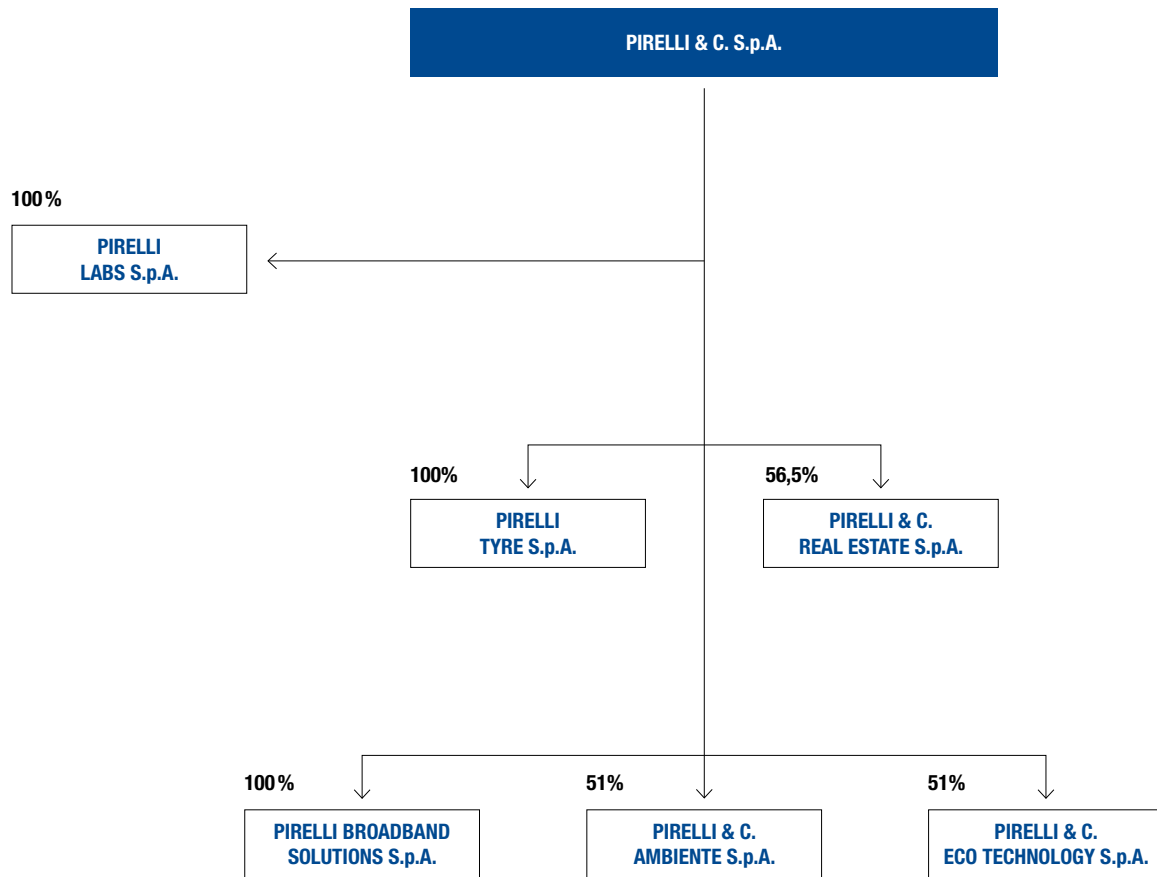 PIRELLI & C. S.p.A.
100%
PIRELLI
LABS S.p.A.
100%
PIRELLI
TYRE S.p.A.
56,5%
PIRELLI & C.
REAL ESTATE S.p.A.
100%
PIRELLI BROADBAND
SOLUTIONS S.p.A.
51%
PIRELLI & C.
AMBIENTE S.p.A.
51%
PIRELLI & C.
ECO TECHNOLOGY S.p.A.